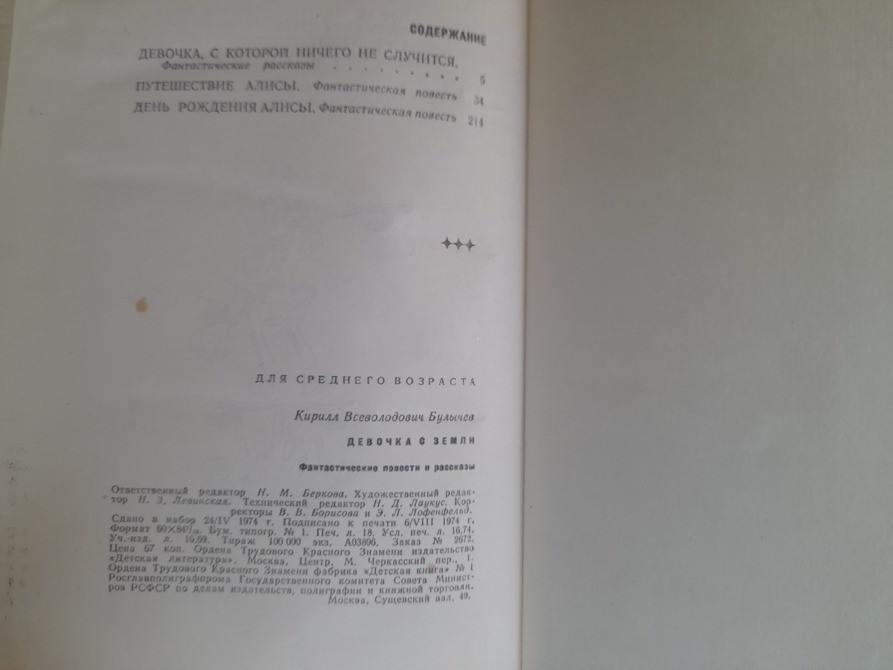 СОДЕРЖАНИЕ
ДЕВОЧКА, С КОТОРОЙ НИЧЕГО НЕ СЛУЧИТСЯ.
Фантастические рассказы . . . . . . . . . 5
ПУТЕШЕСТВИЕ АЛИСЫ. Фантастическая повесть 34
ДЕНЬ РОЖДЕНИЯ АЛИСЫ. Фантастическая повесть 214
ДЛЯ СРЕДНЕГО ВОЗРАСТА
Кирилл Всеволодович Булычев
ДЕВОЧКА С ЗЕМЛИ
Фантастические повести и рассказы
Ответственный редактор Н. М. Беркова. Художественный редак-
тор Н. З. Левинская. Технический редактор Н. Д. Лаукус. Кор-
ректоры В. В. Борисова и Э. Л. Лофенфельд.
Сдано в набор 24/IV 1974 г. Подписано к печати 6/VIII 1974 г.
Формат 60×84¹/₁₆. Бум. типогр. № 1. Печ. л. 18. Усл. печ. л. 16,74.
Уч.-изд. л. Тираж 100 000 экз. А03896. Заказ № 2672.
Цена 67 коп. Ордена Трудового Красного Знамени издательство
«Детская литература». Москва, Центр, М. Черкасский пер., 1.
Ордена Трудового Красного Знамени фабрика «Детская книга» № 1
Росглавполиграфпрома Государственного комитета Совета Минист-
ров РСФСР по делам издательств, полиграфии и книжной торговли.
Москва, Сущевский вал, 49.